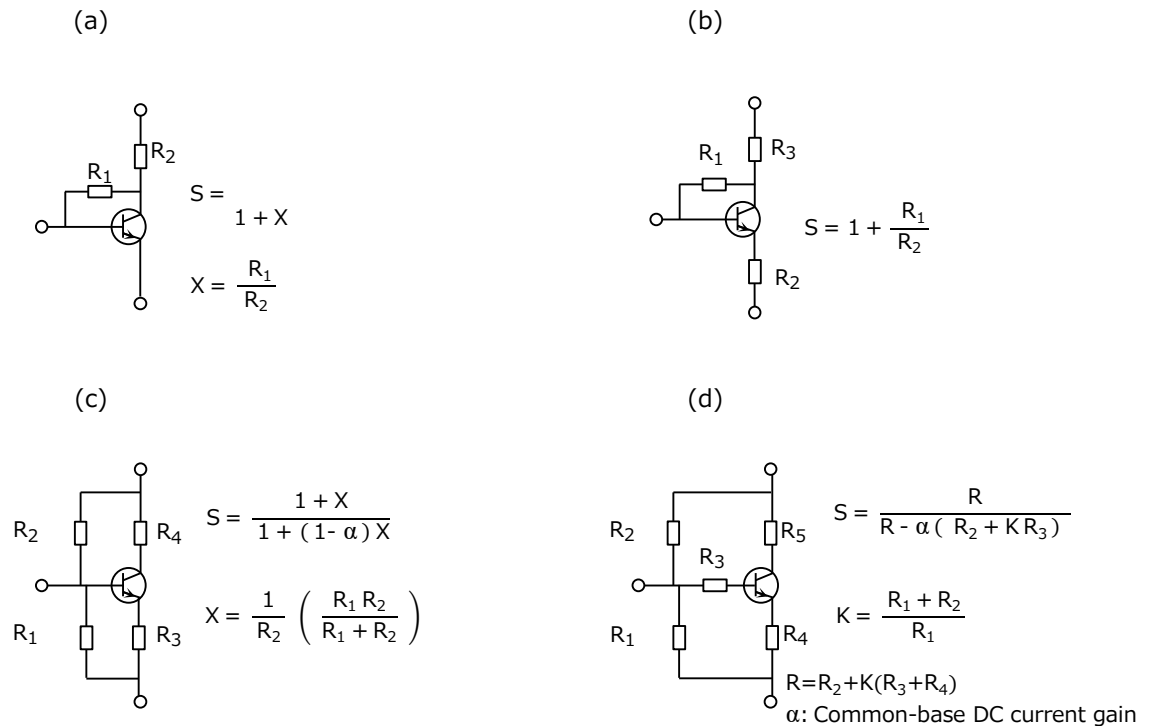 (a)
R₂
R₁
S =
1 + X
X = R₁ / R₂
(b)
R₃
R₁
S = 1 + R₁ / R₂
R₂
(c)
R₂
R₄
S = 1 + X / 1 + ( 1- α ) X
R₁
R₃
X = 1 / R₂ ( R₁ R₂ / R₁ + R₂ )
(d)
R₂
R₅
S = R / R - α ( R₂ + K R₃ )
R₃
R₁
R₄
K = R₁ + R₂ / R₁
R=R₂+K(R₃+R₄)
α: Common-base DC current gain